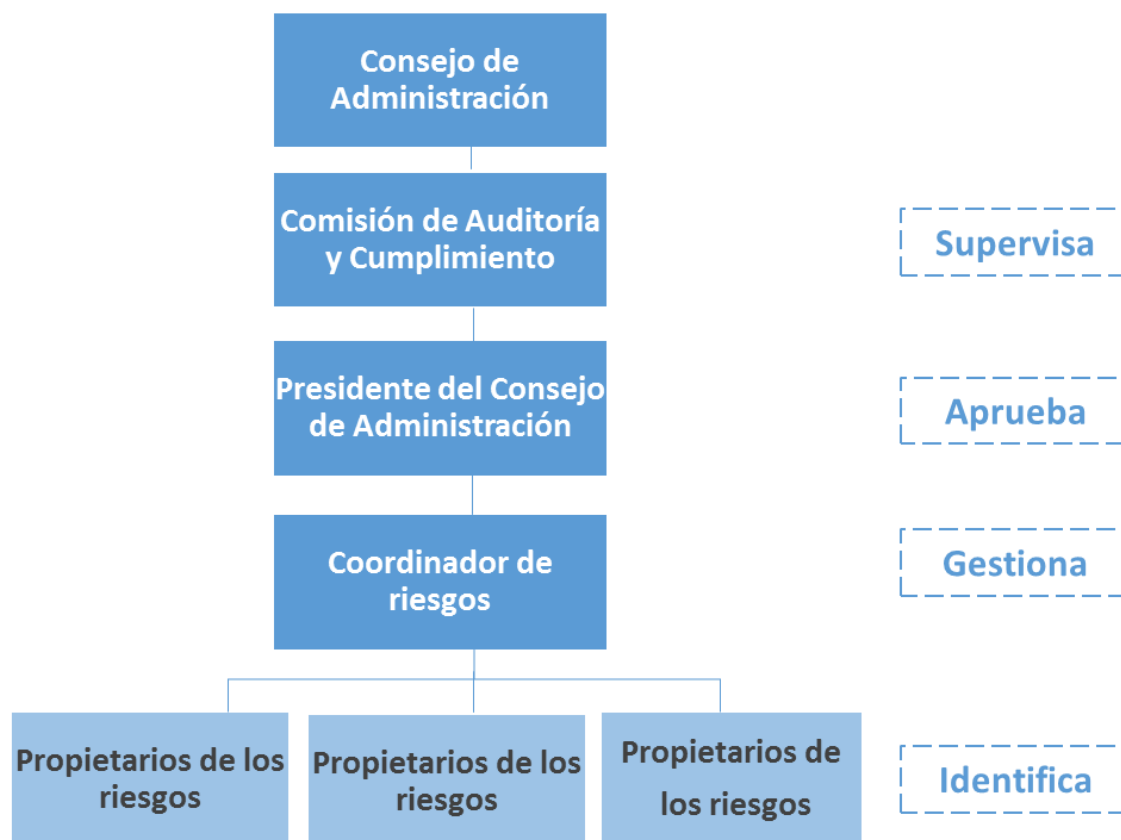 Consejo de
Administración
Comisión de Auditoría
y Cumplimiento
Supervisa
Presidente del Consejo
de Administración
Aprueba
Coordinador de
riesgos
Gestiona
Propietarios de los
riesgos
Propietarios de los
riesgos
Propietarios de
los riesgos
Identifica